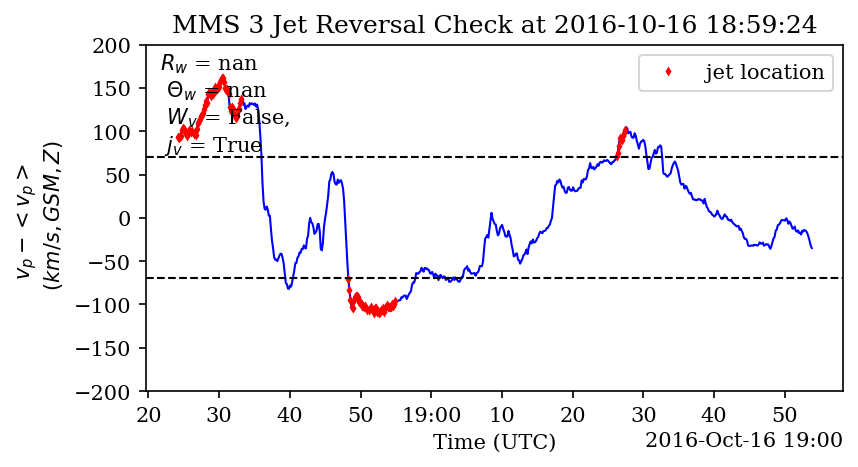 MMS 3 Jet Reversal Check at 2016-10-16 18:59:24
R_w = nan
Θ_w = nan
W_v = False,
j_v = True
jet location
200
150
100
50
0
−50
−100
−150
−200
v_p − < v_p >
(km/s, GSM, Z)
20 30 40 50 19:00 10 20 30 40 50
Time (UTC)
2016-Oct-16 19:00